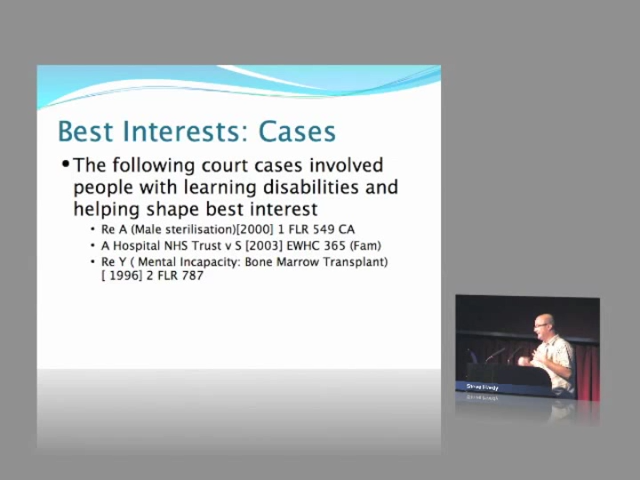 Best Interests: Cases
•The following court cases involved
people with learning disabilities and
helping shape best interest
• Re A (Male sterilisation)[2000] 1 FLR 549 CA
• A Hospital NHS Trust v S [2003] EWHC 365 (Fam)
• Re Y ( Mental Incapacity: Bone Marrow Transplant)
[ 1996] 2 FLR 787